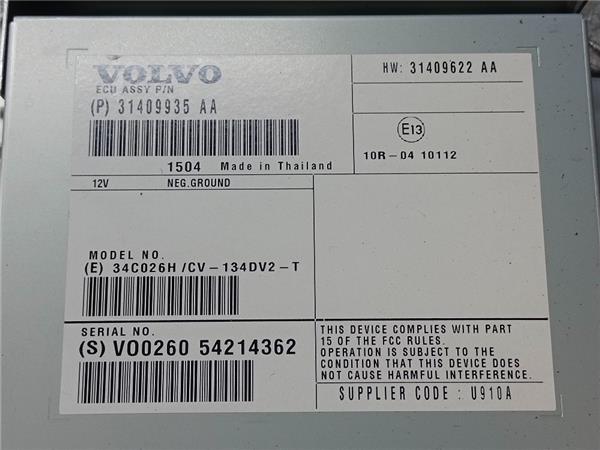 VOLVO
ECU ASSY P/N
(P) 31409935 AA
1504 Made in Thailand
HW: 31409622 AA
E13
10R-04 10112
12V NEG.GROUND
MODEL NO.
(E) 34C026H/CV-134DV2-T
SERIAL NO.
(S) VO0260 54214362
THIS DEVICE COMPLIES WITH PART
15 OF THE FCC RULES.
OPERATION IS SUBJECT TO THE
CONDITION THAT THIS DEVICE DOES
NOT CAUSE HARMFUL INTERFERENCE.
SUPPLIER CODE : U910A